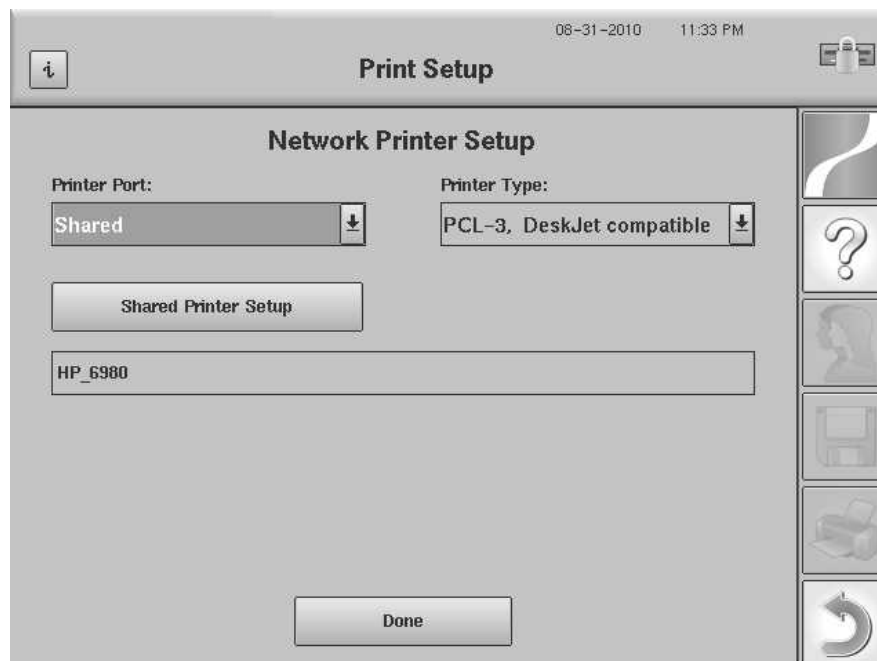 08-31-2010 11:33 PM
i
Print Setup
Network Printer Setup
Printer Port:
Printer Type:
Shared
PCL-3, DeskJet compatible
Shared Printer Setup
HP_6980
Done